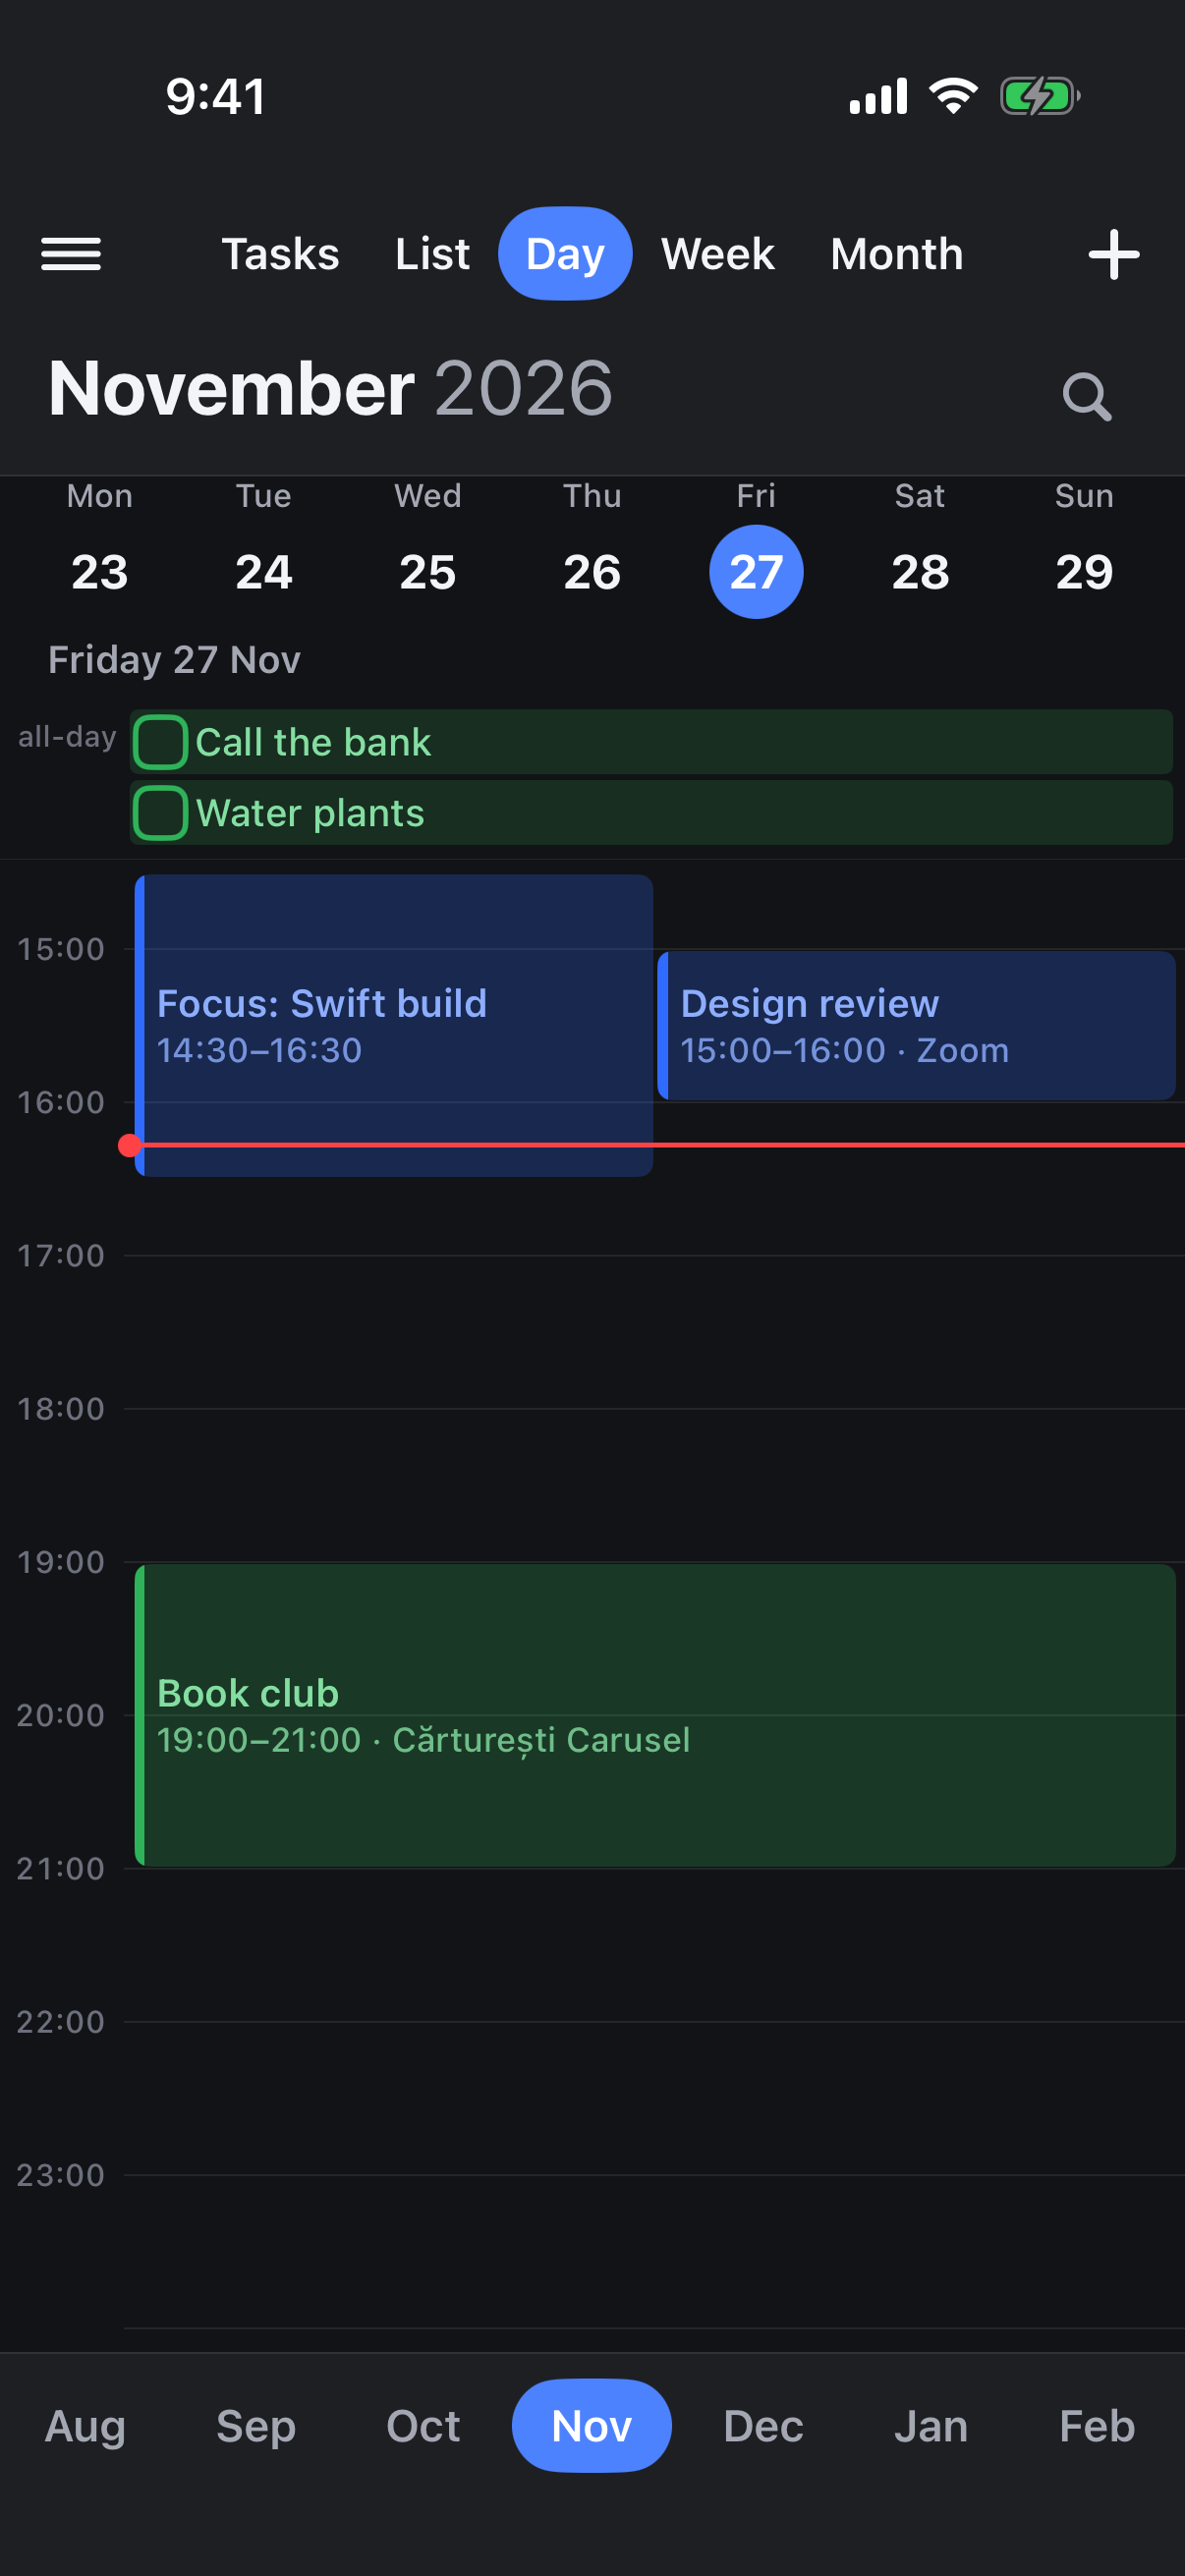 9:41
Tasks List Day Week Month
November 2026
Mon Tue Wed Thu Fri Sat Sun
23 24 25 26 27 28 29
Friday 27 Nov
all-day
Call the bank
Water plants
15:00
Focus: Swift build
14:30–16:30
Design review
15:00–16:00 · Zoom
16:00
17:00
18:00
19:00
Book club
20:00
19:00–21:00 · Cărturești Carusel
21:00
22:00
23:00
Aug Sep Oct Nov Dec Jan Feb